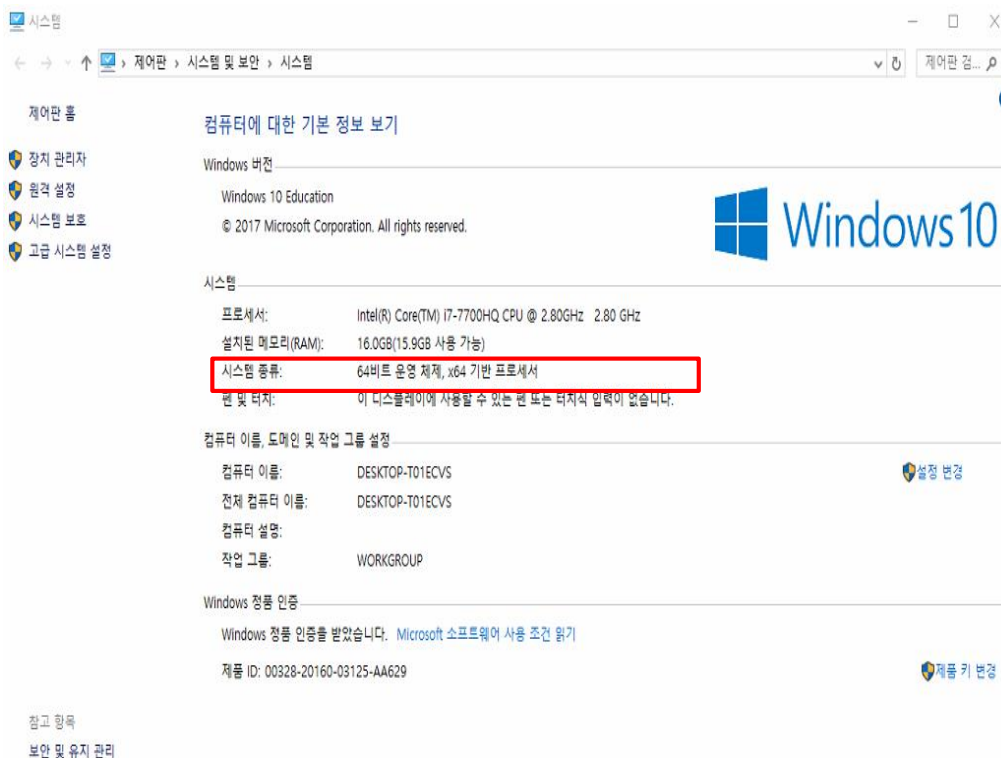 시스템
제어판 › 시스템 및 보안 › 시스템
제어판 검...
제어판 홈
장치 관리자
원격 설정
시스템 보호
고급 시스템 설정
컴퓨터에 대한 기본 정보 보기
Windows 버전
Windows 10 Education
© 2017 Microsoft Corporation. All rights reserved.
Windows 10
시스템
프로세서: Intel(R) Core(TM) i7-7700HQ CPU @ 2.80GHz 2.80 GHz
설치된 메모리(RAM): 16.0GB(15.9GB 사용 가능)
시스템 종류: 64비트 운영 체제, x64 기반 프로세서
펜 및 터치: 이 디스플레이에 사용할 수 있는 펜 또는 터치식 입력이 없습니다.
컴퓨터 이름, 도메인 및 작업 그룹 설정
컴퓨터 이름: DESKTOP-T01ECVS
설정 변경
전체 컴퓨터 이름: DESKTOP-T01ECVS
컴퓨터 설명:
작업 그룹: WORKGROUP
Windows 정품 인증
Windows 정품 인증을 받았습니다. Microsoft 소프트웨어 사용 조건 읽기
제품 ID: 00328-20160-03125-AA629
제품 키 변경
참고 항목
보안 및 유지 관리